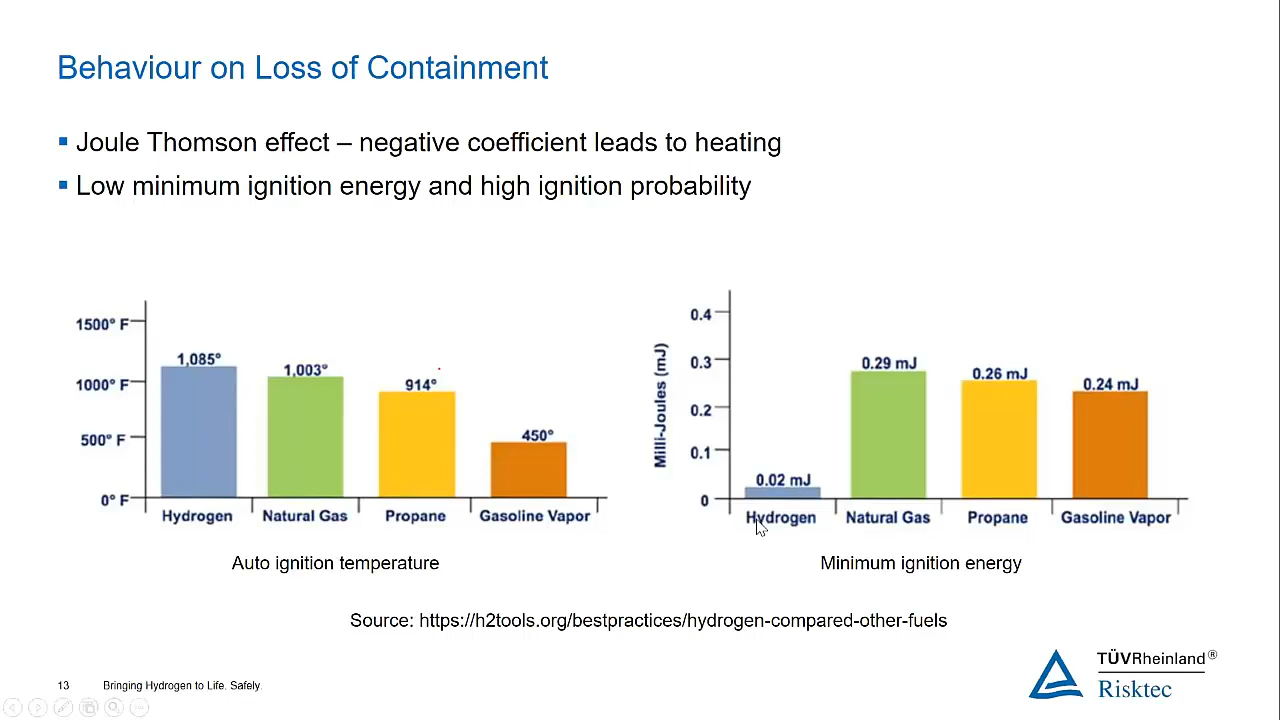 Behaviour on Loss of Containment
▪ Joule Thomson effect – negative coefficient leads to heating
▪ Low minimum ignition energy and high ignition probability
1500° F
1000° F
500° F
0° F
1,085°
1,003°
914°
450°
Hydrogen
Natural Gas
Propane
Gasoline Vapor
Auto ignition temperature
Milli-Joules (mJ)
0.4
0.3
0.2
0.1
0
0.02 mJ
0.29 mJ
0.26 mJ
0.24 mJ
Hydrogen
Natural Gas
Propane
Gasoline Vapor
Minimum ignition energy
Source: https://h2tools.org/bestpractices/hydrogen-compared-other-fuels
13 Bringing Hydrogen to Life. Safely.
TÜVRheinland®
Risktec